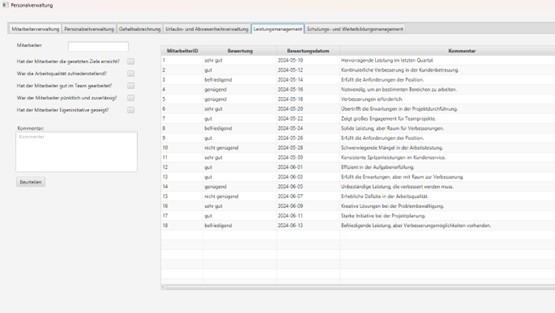 Personalverwaltung
Mitarbeiterverwaltung Personalverwaltung Gehaltsabrechnung Urlaubs- und Abwesenheitsverwaltung Leistungsmanagement Schulungs- und Weiterbildungsmanagement
Mitarbeiter:
Hat der Mitarbeiter die gesetzten Ziele erreicht?
War die Arbeitsqualität zufriedenstellend?
Hat der Mitarbeiter gut im Team gearbeitet?
War der Mitarbeiter pünktlich und zuverlässig?
Hat der Mitarbeiter Eigeninitiative gezeigt?
Kommentar:
Kommentar
Beurteilen
MitarbeiterID Bewertung Bewertungsdatum Kommentar
1 sehr gut 2024-05-10 Hervorragende Leistung im letzten Quartal.
2 gut 2024-05-12 Kontinuierliche Verbesserung in der Kundenbetreuung.
3 befriedigend 2024-05-14 Erfüllt die Anforderungen der Position.
4 genügend 2024-05-16 Notwendig, um an bestimmten Bereichen zu arbeiten.
5 genügend 2024-05-18 Verbesserungen erforderlich.
6 sehr gut 2024-05-20 Übertrifft die Erwartungen in der Projektdurchführung.
7 gut 2024-05-22 Zeigt großes Engagement für Teamprojekte.
8 befriedigend 2024-05-24 Solide Leistung, aber Raum für Verbesserungen.
9 gut 2024-05-26 Erfüllt die Anforderungen der Position.
10 nicht genügend 2024-05-28 Schwerwiegende Mängel in der Arbeitsleistung.
11 sehr gut 2024-05-30 Konsistente Spitzenleistungen im Kundenservice.
12 gut 2024-06-01 Effizient in der Aufgabenerfüllung.
13 gut 2024-06-03 Erfüllt die Erwartungen, aber mit Raum zur Verbesserung.
14 genügend 2024-06-05 Unbeständige Leistung, die verbessert werden muss.
15 nicht genügend 2024-06-07 Erhebliche Defizite in der Arbeitsqualität.
16 sehr gut 2024-06-09 Kreative Lösungen bei der Problembewältigung.
17 gut 2024-06-11 Starke Initiative bei der Projektplanung.
18 befriedigend 2024-06-13 Befriedigende Leistung, aber Verbesserungsmöglichkeiten vorhanden.